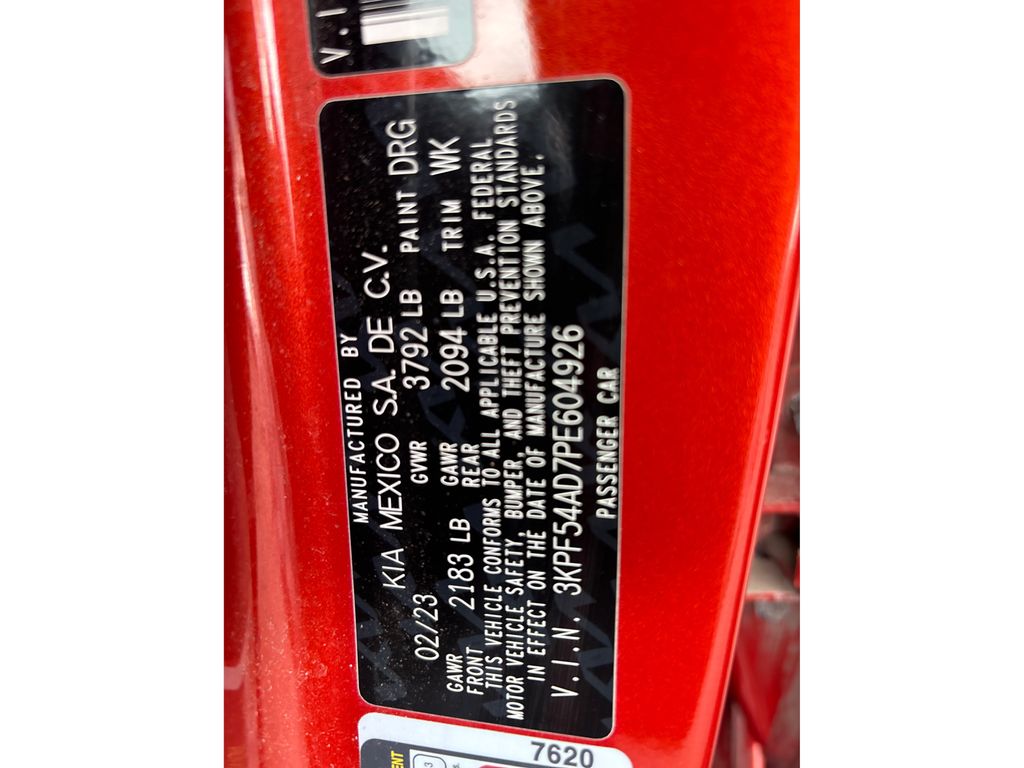 V.I
MANUFACTURED BY
KIA MEXICO S.A. DE C.V.
02/23 GVWR 3792 LB PAINT DRG
GAWR FRONT 2183 LB GAWR REAR 2094 LB TRIM WK
THIS VEHICLE CONFORMS TO ALL APPLICABLE U.S.A. FEDERAL
MOTOR VEHICLE SAFETY, BUMPER, AND THEFT PREVENTION STANDARDS
IN EFFECT ON THE DATE OF MANUFACTURE SHOWN ABOVE.
V.I.N. 3KPF54AD7PE604926
PASSENGER CAR
7620